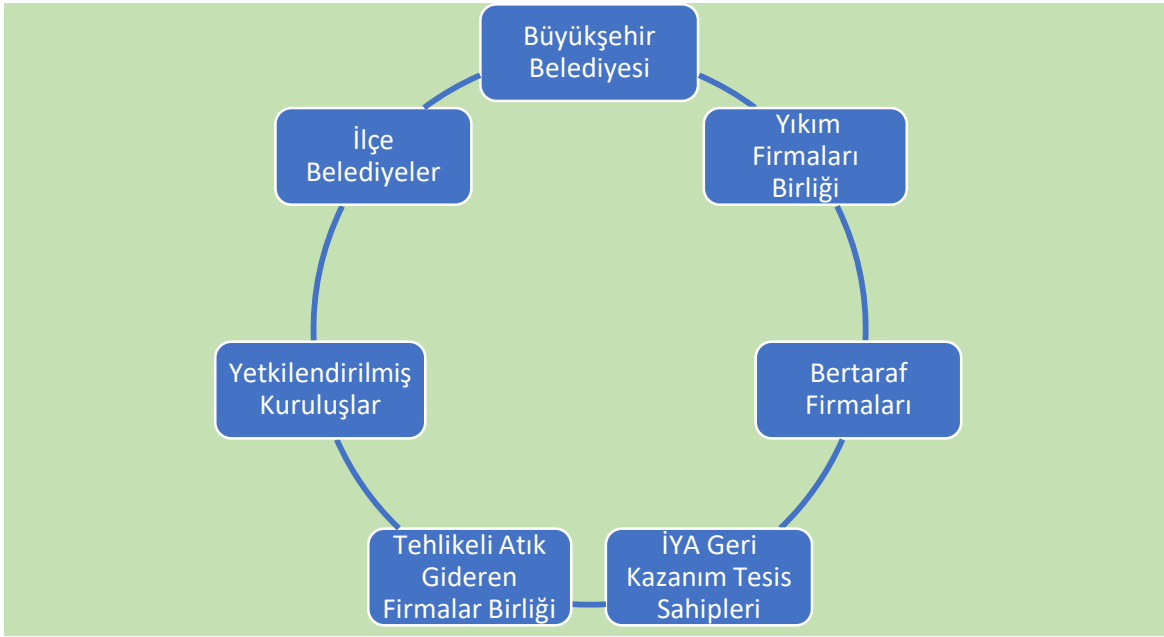 Büyükşehir
Belediyesi
Yıkım
Firmaları
Birliği
Bertaraf
Firmaları
İYA Geri
Kazanım Tesis
Sahipleri
Tehlikeli Atık
Gideren
Firmalar Birliği
Yetkilendirilmiş
Kuruluşlar
İlçe
Belediyeler